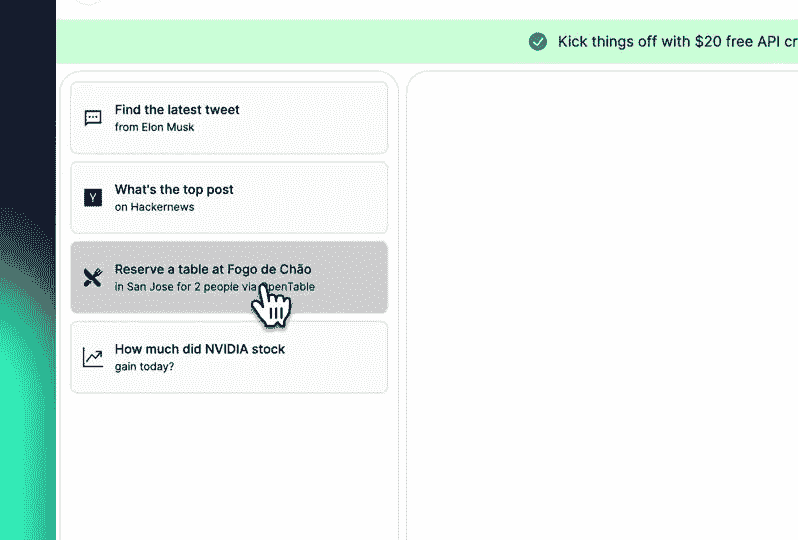 Kick things off with $20 free API cr
Find the latest tweet
from Elon Musk
Y
What's the top post
on Hackernews
Reserve a table at Fogo de Chão
in San Jose for 2 people via OpenTable
How much did NVIDIA stock
gain today?